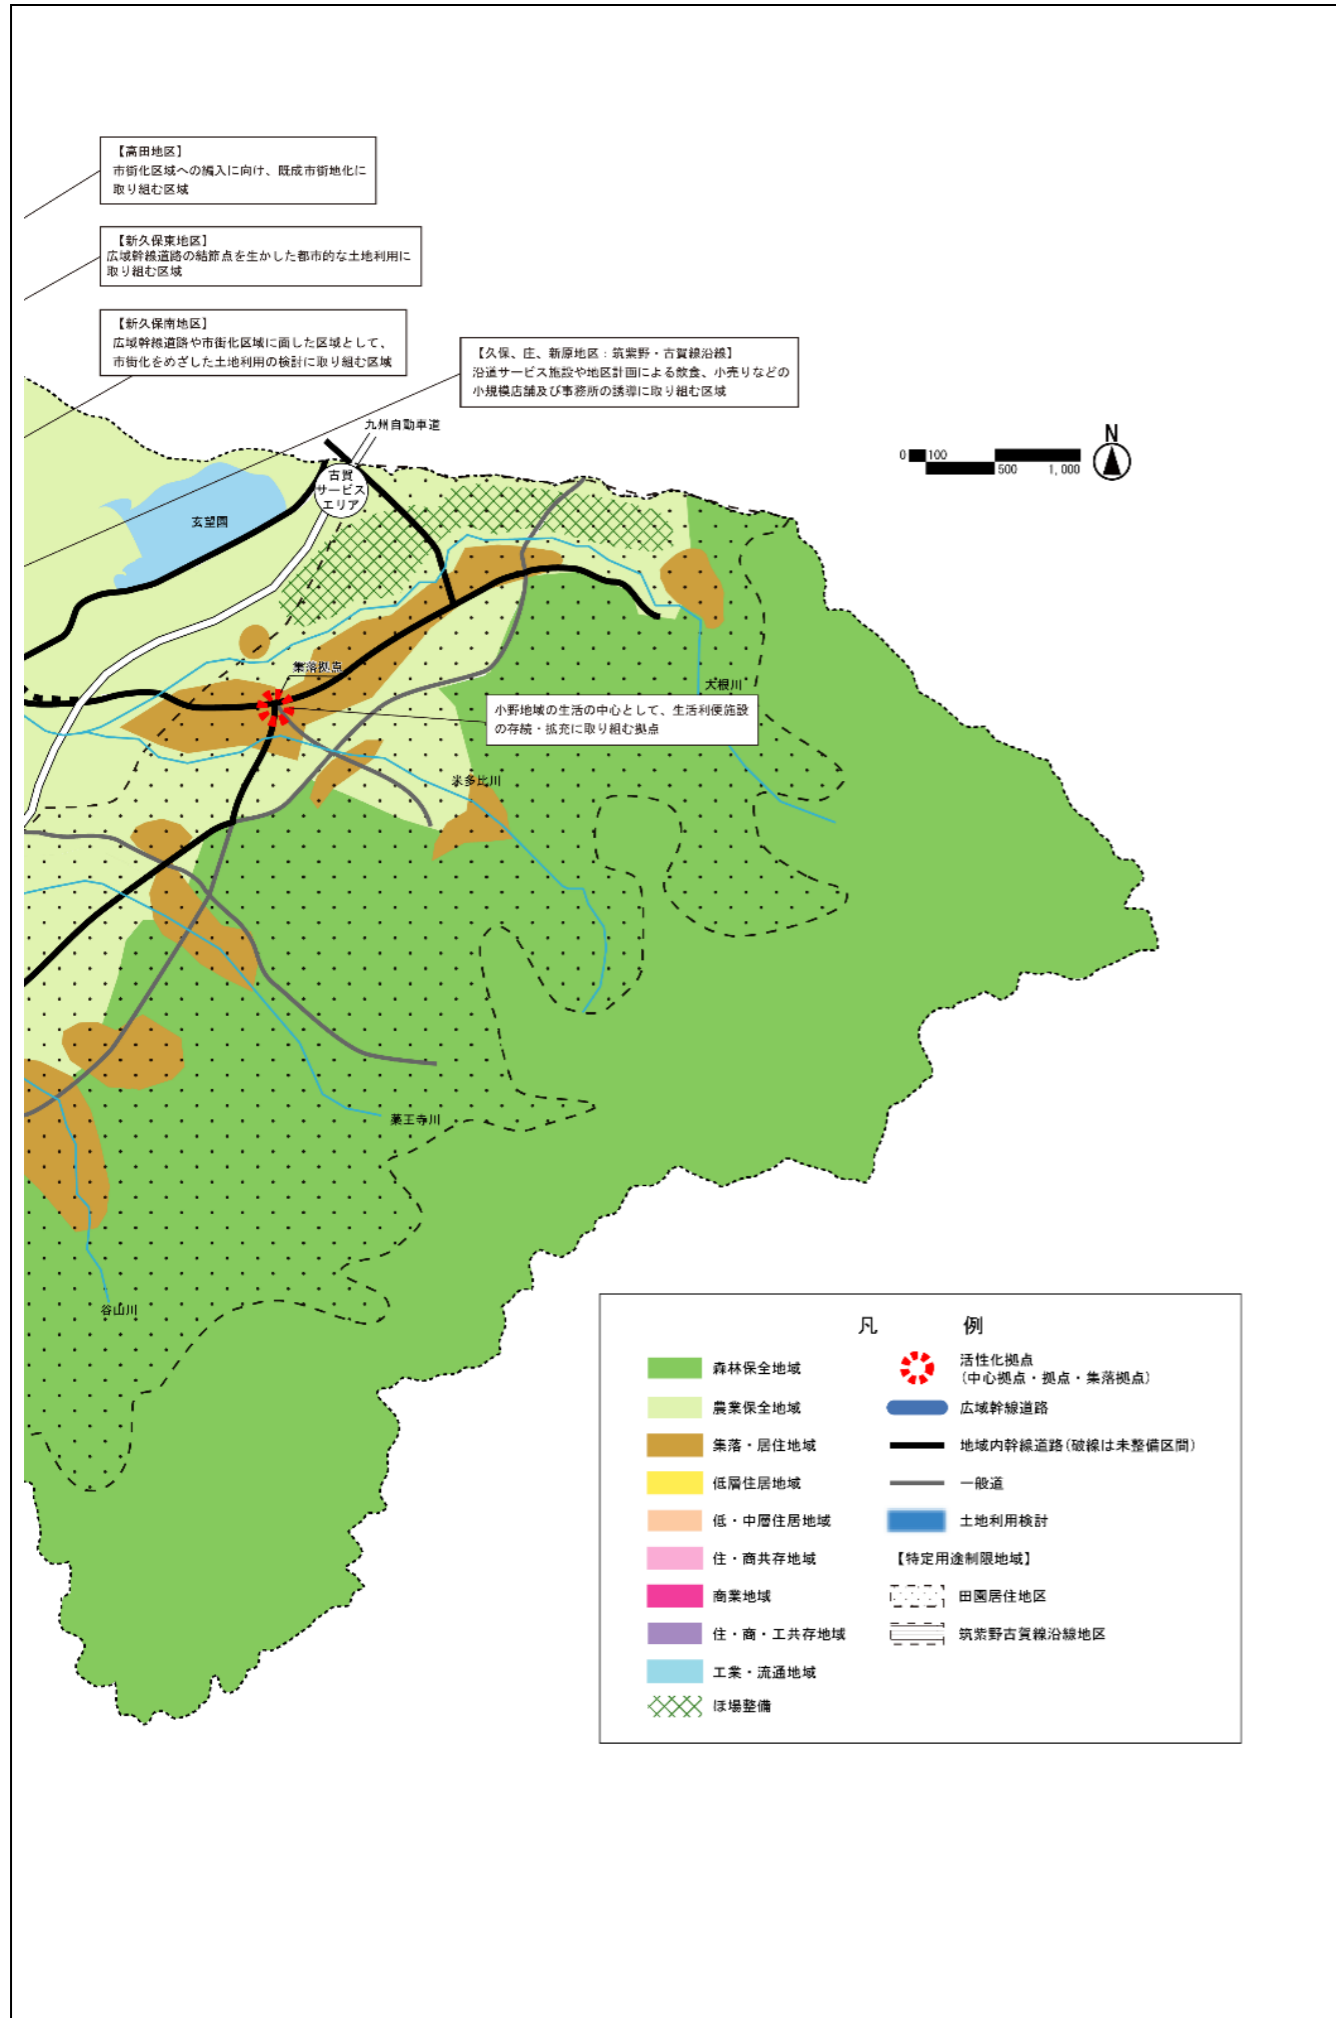 【高田地区】
市街化区域への編入に向け、既成市街地化に
取り組む区域
【新久保東地区】
広域幹線道路の結節点を生かした都市的な土地利用に
取り組む区域
【新久保南地区】
広域幹線道路や市街化区域に面した区域として、
市街化をめざした土地利用の検討に取り組む区域
【久保、庄、新原地区:筑紫野・古賀線沿線】
沿道サービス施設や地区計画による飲食、小売りなどの
小規模店舗及び事務所の誘導に取り組む区域
九州自動車道
古賀
サービス
エリア
玄望園
N
0 100
500 1,000
集落拠点
大根川
小野地域の生活の中心として、生活利便施設
の存続・拡充に取り組む拠点
米多比川
薬王寺川
谷山川
凡 例
森林保全地域
農業保全地域
集落・居住地域
低層住居地域
低・中層住居地域
住・商共存地域
商業地域
住・商・工共存地域
工業・流通地域
ほ場整備
活性化拠点
(中心拠点・拠点・集落拠点)
広域幹線道路
地域内幹線道路(破線は未整備区間)
一般道
土地利用検討
【特定用途制限地域】
田園居住地区
筑紫野古賀線沿線地区